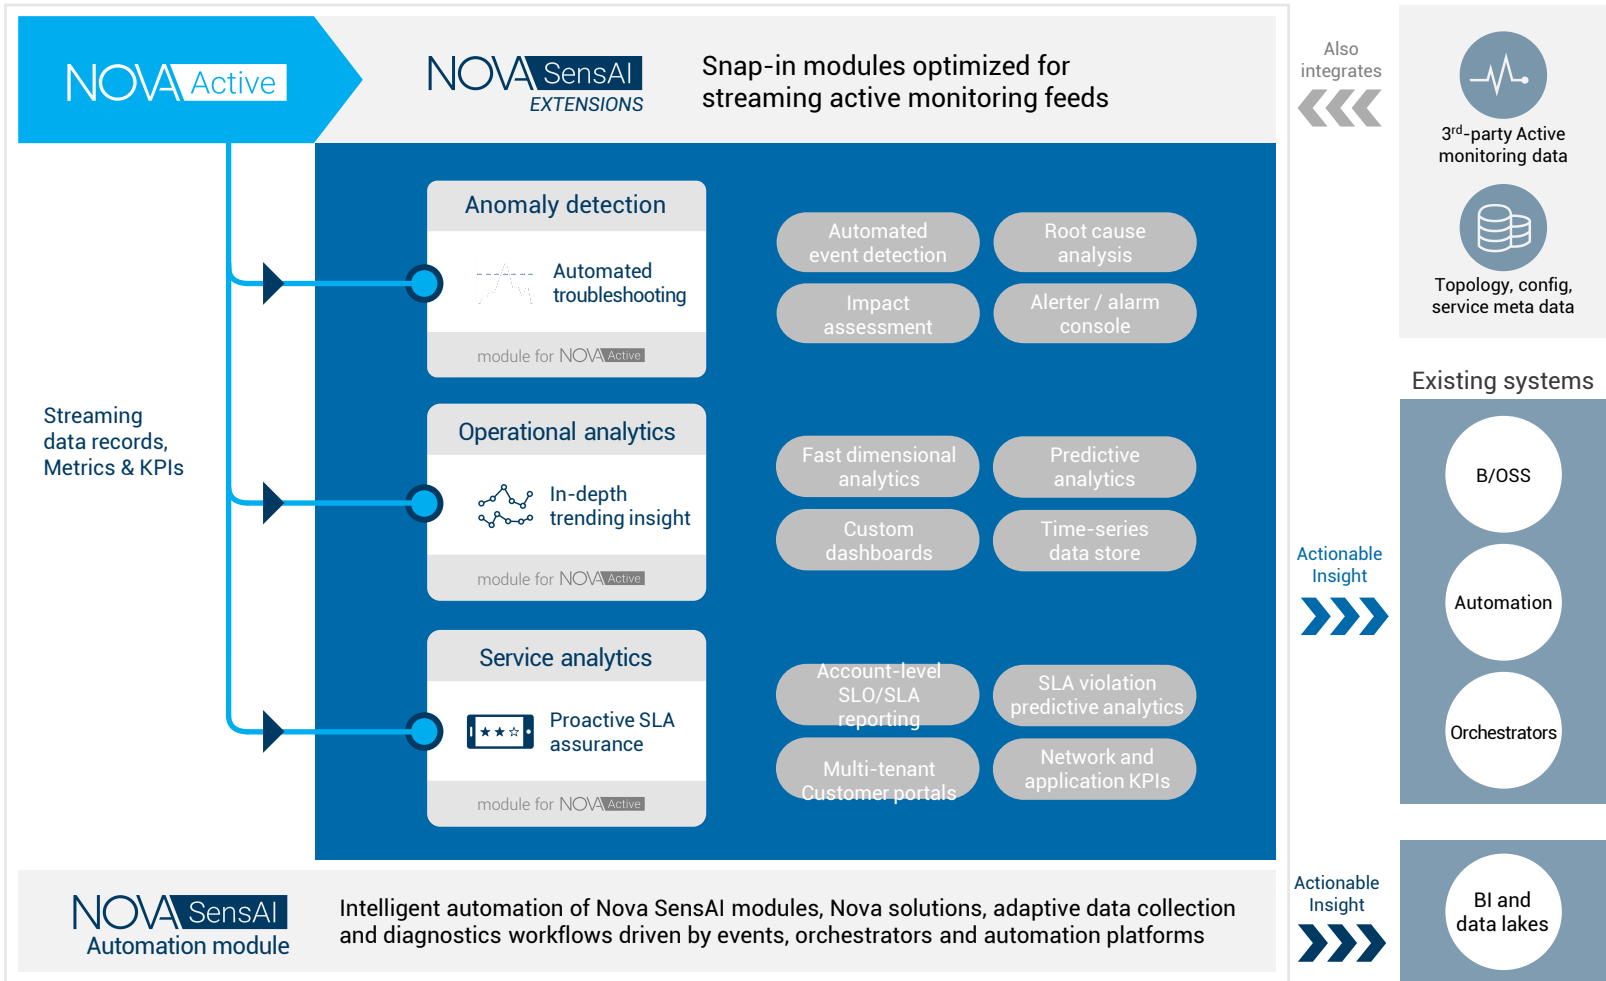 NOVA Active
NOVA SensAI
EXTENSIONS
Snap-in modules optimized for
streaming active monitoring feeds
Also
integrates
3rd-party Active
monitoring data
Topology, config,
service meta data
Streaming
data records,
Metrics & KPIs
Anomaly detection
Automated
troubleshooting
module for NOVA Active
Automated
event detection
Root cause
analysis
Impact
assessment
Alerter / alarm
console
Operational analytics
In-depth
trending insight
module for NOVA Active
Fast dimensional
analytics
Predictive
analytics
Custom
dashboards
Time-series
data store
Service analytics
Proactive SLA
assurance
module for NOVA Active
Account-level
SLO/SLA
reporting
SLA violation
predictive analytics
Multi-tenant
Customer portals
Network and
application KPIs
Existing systems
Actionable
Insight
B/OSS
Automation
Orchestrators
NOVA SensAI
Automation module
Intelligent automation of Nova SensAI modules, Nova solutions, adaptive data collection
and diagnostics workflows driven by events, orchestrators and automation platforms
Actionable
Insight
BI and
data lakes